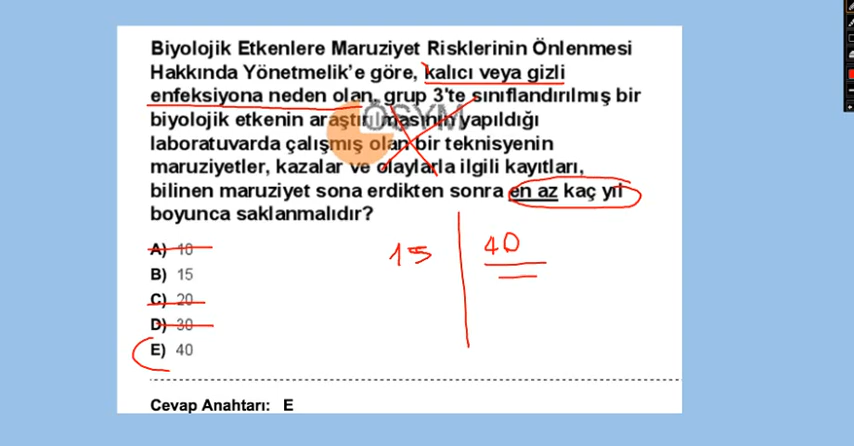 Biyolojik Etkenlere Maruziyet Risklerinin Önlenmesi
Hakkında Yönetmelik'e göre, kalıcı veya gizli
enfeksiyona neden olan, grup 3'te sınıflandırılmış bir
biyolojik etkenin araştırılmasının yapıldığı
laboratuvarda çalışmış olan bir teknisyenin
maruziyetler, kazalar ve olaylarla ilgili kayıtları,
bilinen maruziyet sona erdikten sonra en az kaç yıl
boyunca saklanmalıdır?
ÖSYM
A) 10
B) 15
C) 20
D) 30
E) 40
15 40
Cevap Anahtarı: E